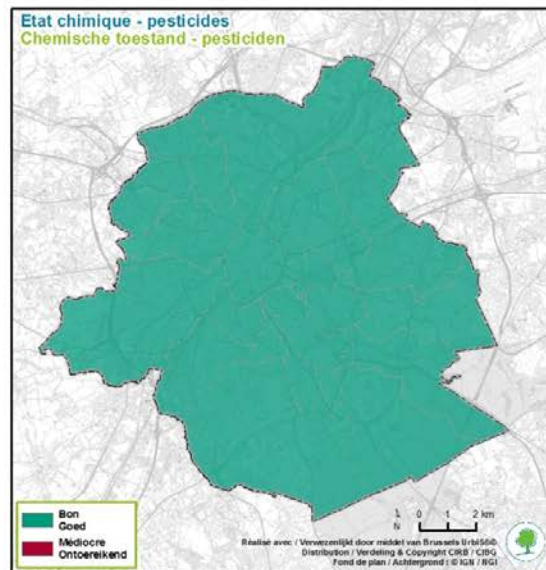 Etat chimique - pesticides
Chemische toestand - pesticiden
Bon
Goed
Médiocre
Ontoereikend
N
0 1 2 km
Réalisé avec / Verwezenlijkt door middel van Brussels UrbIS®©
Distribution / Verdeling & Copyright CIRB / CIBG
Fond de plan / Achtergrond : © IGN / NGI